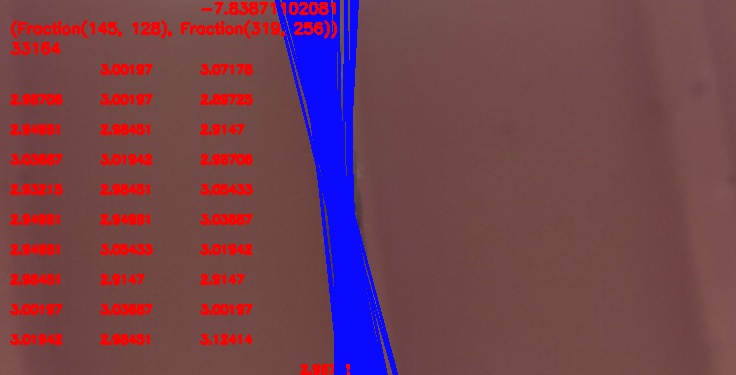 -7.83871102081
(Fraction(145, 128), Fraction(319, 256))
33154
3.00197 3.07178
2.96706 3.00197 2.89725
2.94961 2.98451 2.9147
3.03687 3.01942 2.96706
2.93215 2.98451 3.05433
2.94961 2.94961 3.03687
2.94961 3.05433 3.01942
2.98451 2.9147 2.9147
3.00197 3.03687 3.00197
3.01942 2.98451 3.12414